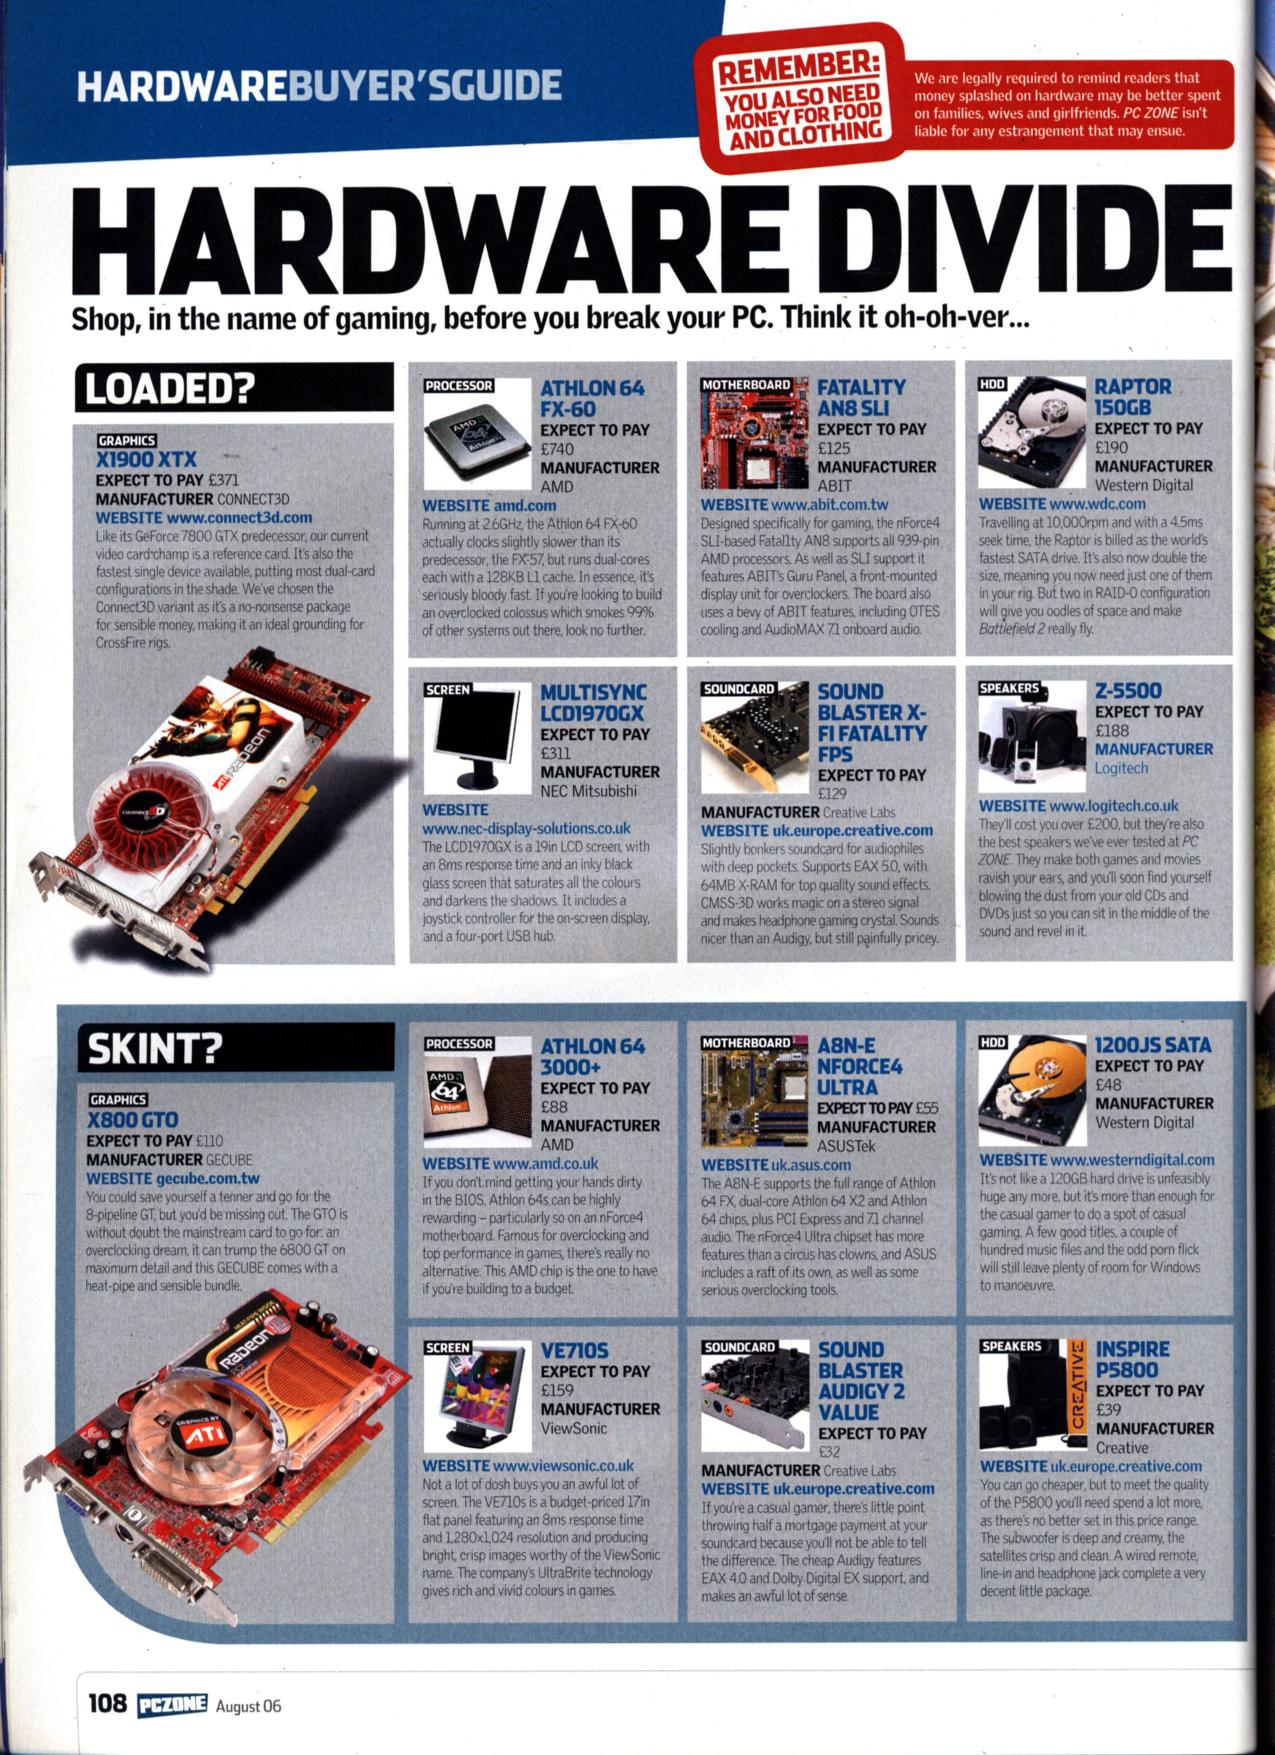 HARDWAREBUYER'SGUIDE
REMEMBER:
YOU ALSO NEED
MONEY FOR FOOD
AND CLOTHING
We are legally required to remind readers that
money splashed on hardware may be better spent
on families, wives and girlfriends. PC ZONE isn't
liable for any estrangement that may ensue.
HARDWARE DIVIDE
Shop, in the name of gaming, before you break your PC. Think it oh-oh-ver...
LOADED?
GRAPHICS
X1900 XTX
EXPECT TO PAY £371
MANUFACTURER CONNECT3D
WEBSITE www.connect3d.com
Like its GeForce 7800 GTX predecessor, our current
video card champ is a reference card. It's also the
fastest single device available, putting most dual-card
configurations in the shade. We've chosen the
Connect3D variant as it's a no-nonsense package
for sensible money, making it an ideal grounding for
CrossFire rigs.
ATI RADEON
connect3D
PROCESSOR
AMD
64
Athlon
ATHLON 64
FX-60
EXPECT TO PAY
£740
MANUFACTURER
AMD
WEBSITE amd.com
Running at 2.6GHz, the Athlon 64 FX-60
actually clocks slightly slower than its
predecessor, the FX-57, but runs dual-cores
each with a 128KB L1 cache. In essence, it's
seriously bloody fast. If you're looking to build
an overclocked colossus which smokes 99%
of other systems out there, look no further.
MOTHERBOARD
FATAL1TY
AN8 SLI
EXPECT TO PAY
£125
MANUFACTURER
ABIT
WEBSITE www.abit.com.tw
Designed specifically for gaming, the nForce4
SLI-based Fatal1ty AN8 supports all 939-pin
AMD processors. As well as SLI support it
features ABIT's Guru Panel, a front-mounted
display unit for overclockers. The board also
uses a bevy of ABIT features, including OTES
cooling and AudioMAX 7.1 onboard audio.
HDD
RAPTOR
150GB
EXPECT TO PAY
£190
MANUFACTURER
Western Digital
WEBSITE www.wdc.com
Travelling at 10,000rpm and with a 4.5ms
seek time, the Raptor is billed as the world's
fastest SATA drive. It's also now double the
size, meaning you now need just one of them
in your rig. But two in RAID-0 configuration
will give you oodles of space and make
Battlefield 2 really fly.
SCREEN
MULTISYNC
LCD1970GX
EXPECT TO PAY
£311
MANUFACTURER
NEC Mitsubishi
WEBSITE
www.nec-display-solutions.co.uk
The LCD1970GX is a 19in LCD screen, with
an 8ms response time and an inky black
glass screen that saturates all the colours
and darkens the shadows. It includes a
joystick controller for the on-screen display,
and a four-port USB hub.
SOUNDCARD
SOUND
BLASTER X-
FI FATAL1TY
FPS
EXPECT TO PAY
£129
MANUFACTURER Creative Labs
WEBSITE uk.europe.creative.com
Slightly bonkers soundcard for audiophiles
with deep pockets. Supports EAX 5.0, with
64MB X-RAM for top quality sound effects.
CMSS-3D works magic on a stereo signal
and makes headphone gaming crystal. Sounds
nicer than an Audigy, but still painfully pricey.
SPEAKERS
Z-5500
EXPECT TO PAY
£188
MANUFACTURER
Logitech
WEBSITE www.logitech.co.uk
They'll cost you over £200, but they're also
the best speakers we've ever tested at PC
ZONE. They make both games and movies
ravish your ears, and you'll soon find yourself
blowing the dust from your old CDs and
DVDs just so you can sit in the middle of the
sound and revel in it.
SKINT?
GRAPHICS
X800 GTO
EXPECT TO PAY £110
MANUFACTURER GECUBE
WEBSITE gecube.com.tw
You could save yourself a tenner and go for the
8-pipeline GT, but you'd be missing out. The GTO is
without doubt the mainstream card to go for: an
overclocking dream, it can trump the 6800 GT on
maximum detail and this GECUBE comes with a
heat-pipe and sensible bundle.
RADEON
GRAPHICS BY
ATI
PROCESSOR
AMD
64
Athlon
ATHLON 64
3000+
EXPECT TO PAY
£88
MANUFACTURER
AMD
WEBSITE www.amd.co.uk
If you don't mind getting your hands dirty
in the BIOS, Athlon 64s can be highly
rewarding – particularly so on an nForce4
motherboard. Famous for overclocking and
top performance in games, there's really no
alternative. This AMD chip is the one to have
if you're building to a budget.
MOTHERBOARD
A8N-E
NFORCE4
ULTRA
EXPECT TO PAY £55
MANUFACTURER
ASUSTek
WEBSITE uk.asus.com
The A8N-E supports the full range of Athlon
64 FX, dual-core Athlon 64 X2 and Athlon
64 chips, plus PCI Express and 7.1 channel
audio. The nForce4 Ultra chipset has more
features than a circus has clowns, and ASUS
includes a raft of its own, as well as some
serious overclocking tools.
HDD
1200JS SATA
EXPECT TO PAY
£48
MANUFACTURER
Western Digital
WEBSITE www.westerndigital.com
It's not like a 120GB hard drive is unfeasibly
huge any more, but it's more than enough for
the casual gamer to do a spot of casual
gaming. A few good titles, a couple of
hundred music files and the odd porn flick
will still leave plenty of room for Windows
to manoeuvre.
SCREEN
VE710S
EXPECT TO PAY
£159
MANUFACTURER
ViewSonic
WEBSITE www.viewsonic.co.uk
Not a lot of dosh buys you an awful lot of
screen. The VE710s is a budget-priced 17in
flat panel featuring an 8ms response time
and 1,280x1,024 resolution and producing
bright, crisp images worthy of the ViewSonic
name. The company's UltraBrite technology
gives rich and vivid colours in games.
SOUNDCARD
SOUND
BLASTER
AUDIGY 2
VALUE
EXPECT TO PAY
£32
MANUFACTURER Creative Labs
WEBSITE uk.europe.creative.com
If you're a casual gamer, there's little point
throwing half a mortgage payment at your
soundcard because you'll not be able to tell
the difference. The cheap Audigy features
EAX 4.0 and Dolby Digital EX support, and
makes an awful lot of sense.
SPEAKERS
CREATIVE
INSPIRE
P5800
EXPECT TO PAY
£39
MANUFACTURER
Creative
WEBSITE uk.europe.creative.com
You can go cheaper, but to meet the quality
of the P5800 you'll need spend a lot more,
as there's no better set in this price range.
The subwoofer is deep and creamy, the
satellites crisp and clean. A wired remote,
line-in and headphone jack complete a very
decent little package.
108 PCZONE August 06